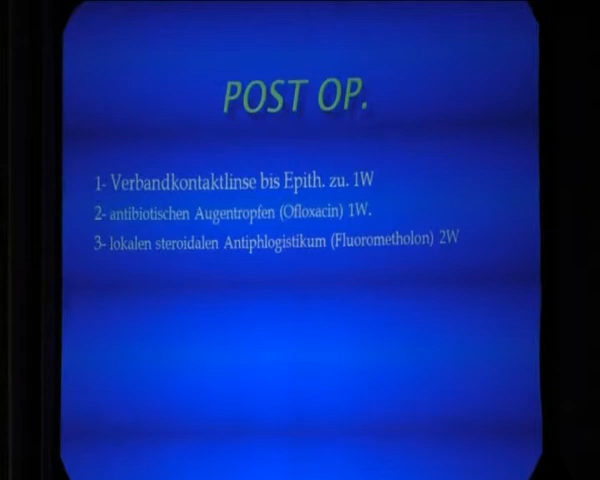 POST OP.
1- Verbandkontaktlinse bis Epith. zu. 1W
2- antibiotischen Augentropfen (Ofloxacin) 1W.
3- lokalen steroidalen Antiphlogistikum (Fluorometholon) 2W